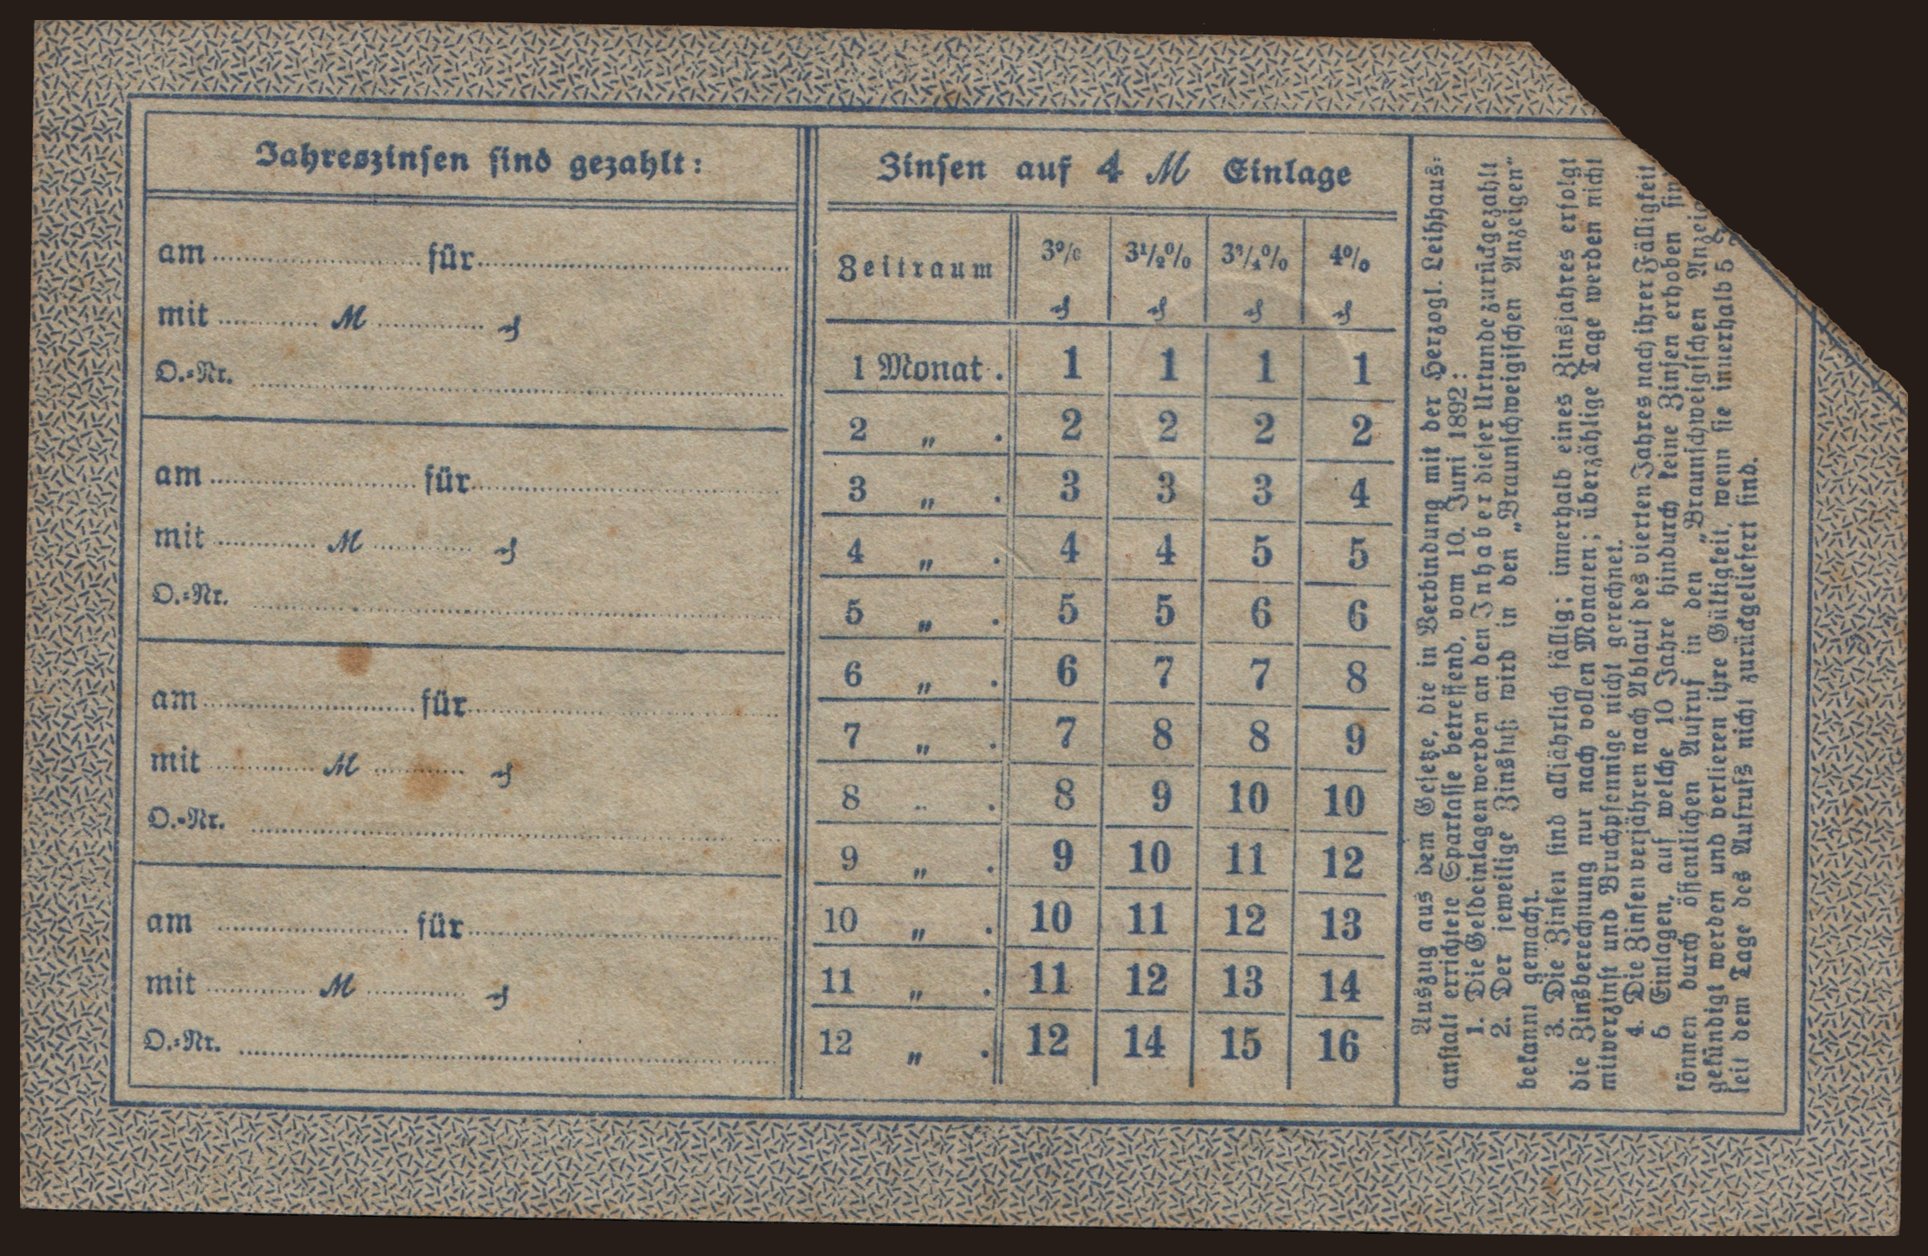 Jahreszinsen sind gezahlt:
am ........ für ........
mit ........ ℳ ........ ₰
O.=Nr. ........
am ........ für ........
mit ........ ℳ ........ ₰
O.=Nr. ........
am ........ für ........
mit ........ ℳ ........ ₰
O.=Nr. ........
am ........ für ........
mit ........ ℳ ........ ₰
O.=Nr. ........
Zinsen auf 4 ℳ Einlage
Zeitraum 3% 3½% 3¾% 4%
₰ ₰ ₰ ₰
1 Monat . 1 1 1 1
2 „ . 2 2 2 2
3 „ . 3 3 3 4
4 „ . 4 4 5 5
5 „ . 5 5 6 6
6 „ . 6 7 7 8
7 „ . 7 8 8 9
8 „ . 8 9 10 10
9 „ . 9 10 11 12
10 „ . 10 11 12 13
11 „ . 11 12 13 14
12 „ . 12 14 15 16
Auszug aus dem Gesetze, die in Verbindung mit der Herzogl. Leihhaus=
anstalt errichtete Sparkasse betreffend, vom 10. Juni 1892:
1. Die Geldeinlagen werden an den Inhaber dieser Urkunde zurückgezahlt
2. Der jeweilige Zinsfuß wird in den „Braunschweigischen Anzeigen“
bekannt gemacht.
3. Die Zinsen sind alljährlich fällig; innerhalb eines Zinsjahres erfolgt
die Zinsberechnung nur nach vollen Monaten; überzählige Tage werden nicht
mitverzinst und Bruchpfennige nicht gerechnet.
4. Die Zinsen verjähren nach Ablauf des vierten Jahres nach ihrer Fälligkeit
5 Einlagen, auf welche 10 Jahre hindurch keine Zinsen erhoben sin
können durch öffentlichen Aufruf in den „Braunschweigischen Anzeig
gekündigt werden und verlieren ihre Gültigkeit, wenn sie innerhalb 5
seit dem Tage des Aufrufs nicht zurückgeliefert sind.